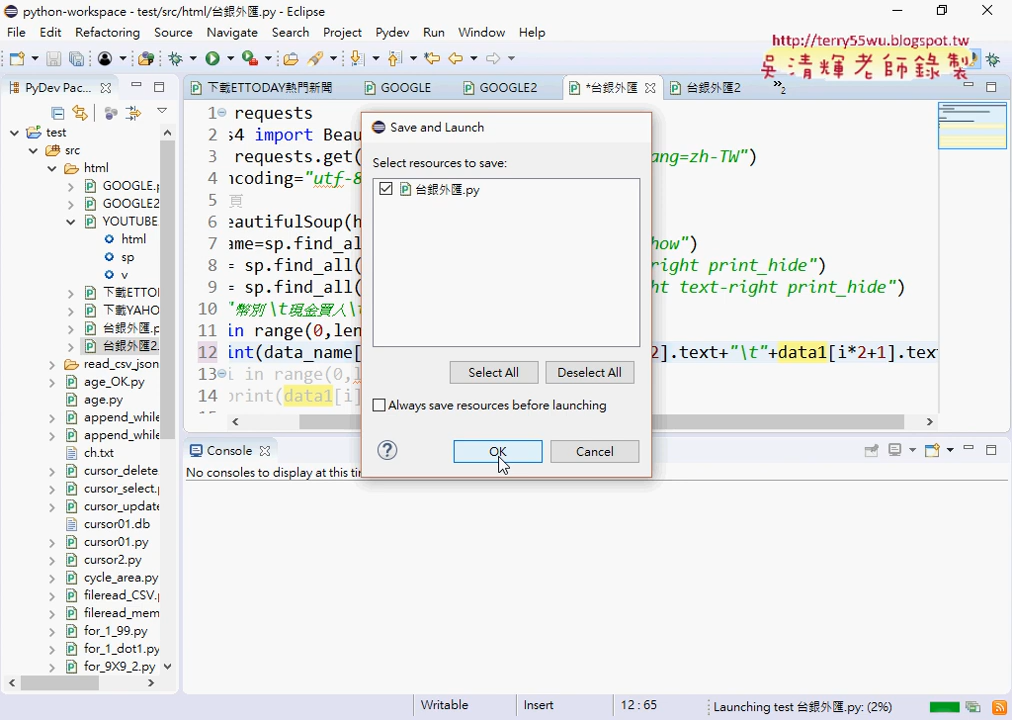 python-workspace - test/src/html/台銀外匯.py - Eclipse
File Edit Refactoring Source Navigate Search Project Pydev Run Window Help
http://terry55wu.blogspot.tw
吳清輝老師錄製
PyDev Pac...
下載ETTODAY熱門新聞 GOOGLE GOOGLE2 *台銀外匯 台銀外匯2 »2
test
src
html
GOOGLE.p
GOOGLE2
YOUTUBE
html
sp
v
下載ETTOD
下載YAHO
台銀外匯.p
台銀外匯2.
read_csv_json
age_OK.py
age.py
append_while
append_while
ch.txt
cursor_delete.
cursor_select.p
cursor_update
cursor01.db
cursor01.py
cursor2.py
cycle_area.py
fileread_CSV.p
fileread_mem
for_1_99.py
for_1_dot1.py
for_9X9_2.py
1 requests
2 s4 import Beau
3 requests.get( ang=zh-TW")
4 ncoding="utf-8
5 頁
6 eautifulSoup(h
7 ame=sp.find_al how")
8 = sp.find_all( right print_hide")
9 = sp.find_all( ht text-right print_hide")
10 "幣別\t現金買入\t
11 in range(0,len
12 int(data_name[ 2].text+"\t"+data1[i*2+1].tex
13 i in range(0,l
14 print(data1[i]
Save and Launch
Select resources to save:
台銀外匯.py
Select All Deselect All
Always save resources before launching
OK Cancel
Console
No consoles to display at this tim
Writable Insert 12 : 65 Launching test 台銀外匯.py: (2%)